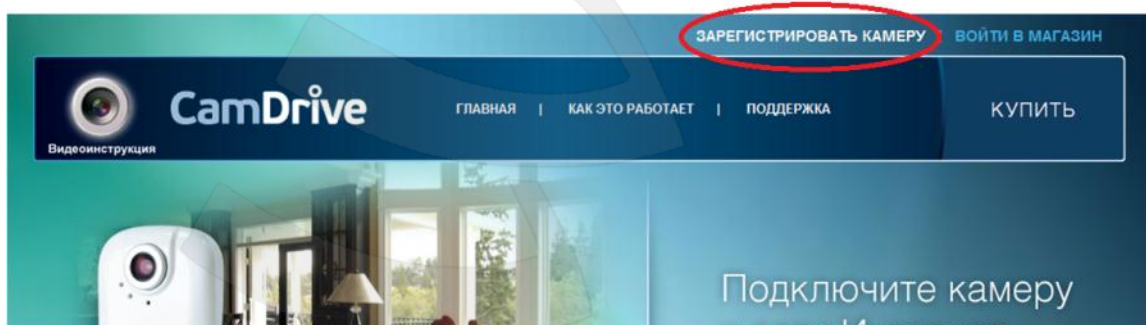 ЗАРЕГИСТРИРОВАТЬ КАМЕРУ | ВОЙТИ В МАГАЗИН
CamDrive
ГЛАВНАЯ | КАК ЭТО РАБОТАЕТ | ПОДДЕРЖКА
КУПИТЬ
Видеоинструкция
Подключите камеру